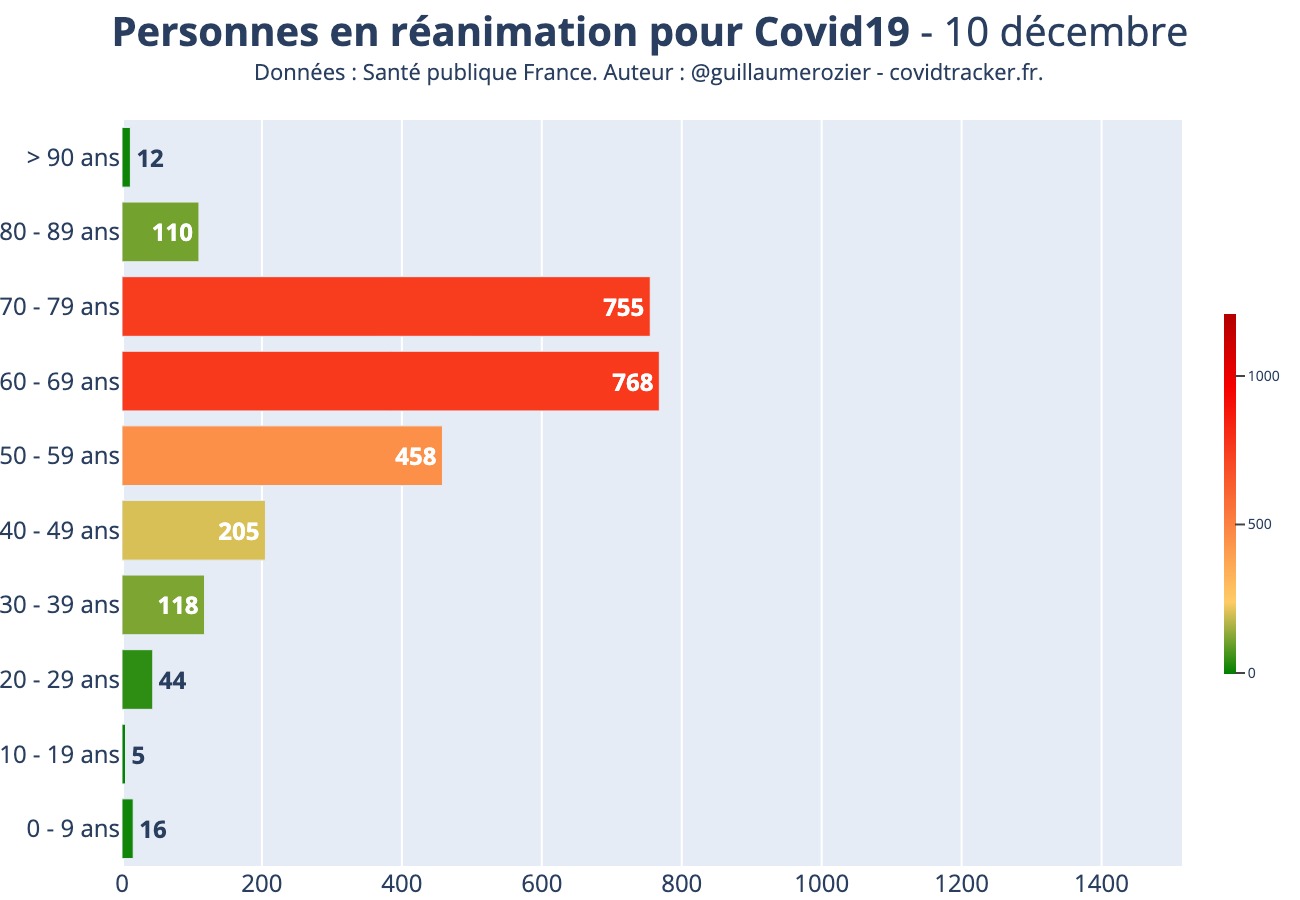 Personnes en réanimation pour Covid19 - 10 décembre
Données : Santé publique France. Auteur : @guillaumerozier - covidtracker.fr.
> 90 ans 12
80 - 89 ans 110
70 - 79 ans 755
60 - 69 ans 768
50 - 59 ans 458
40 - 49 ans 205
30 - 39 ans 118
20 - 29 ans 44
10 - 19 ans 5
0 - 9 ans 16
0 200 400 600 800 1000 1200 1400
1000
500
0